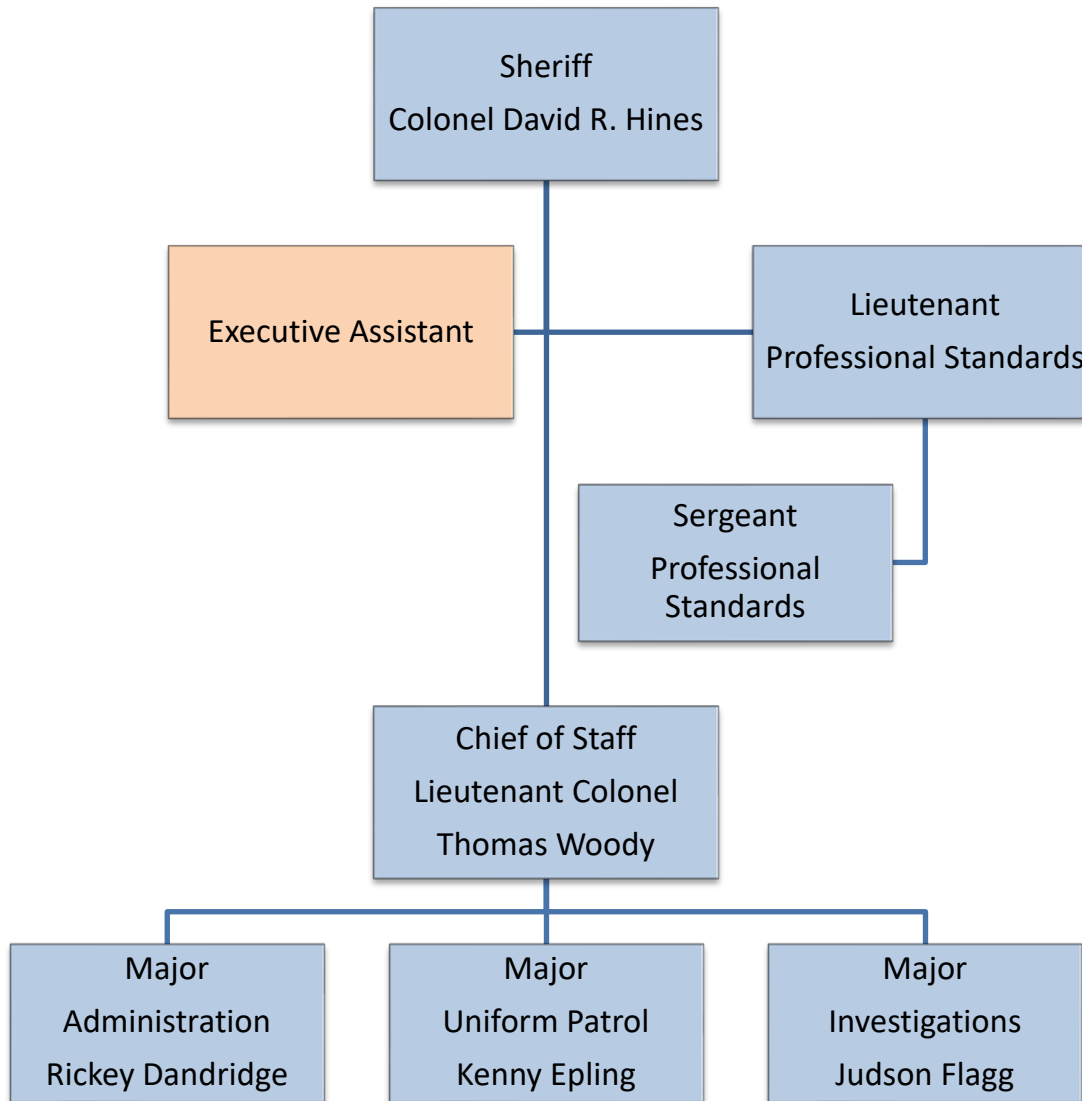 Sheriff
Colonel David R. Hines
Executive Assistant
Lieutenant
Professional Standards
Sergeant
Professional
Standards
Chief of Staff
Lieutenant Colonel
Thomas Woody
Major
Administration
Rickey Dandridge
Major
Uniform Patrol
Kenny Epling
Major
Investigations
Judson Flagg